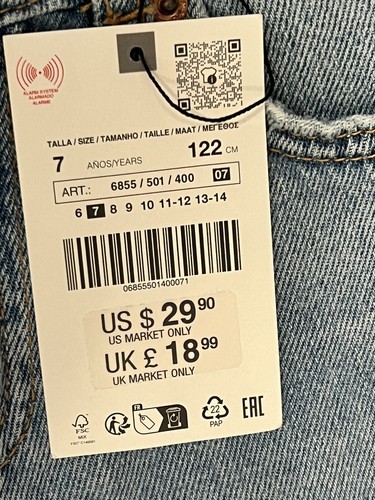 ALARM SYSTEM
ALARMADO
ALARME
TALLA / SIZE / TAMANHO / TAILLE / MAAT / ΜΕΓΕΘΟΣ
7 AÑOS/YEARS 122 CM
ART.: 6855 / 501 / 400 07
6 7 8 9 10 11-12 13-14
06855501400071
US $ 29.90
US MARKET ONLY
UK £ 18.99
UK MARKET ONLY
FSC
MIX
FR
22
PAP
EAC